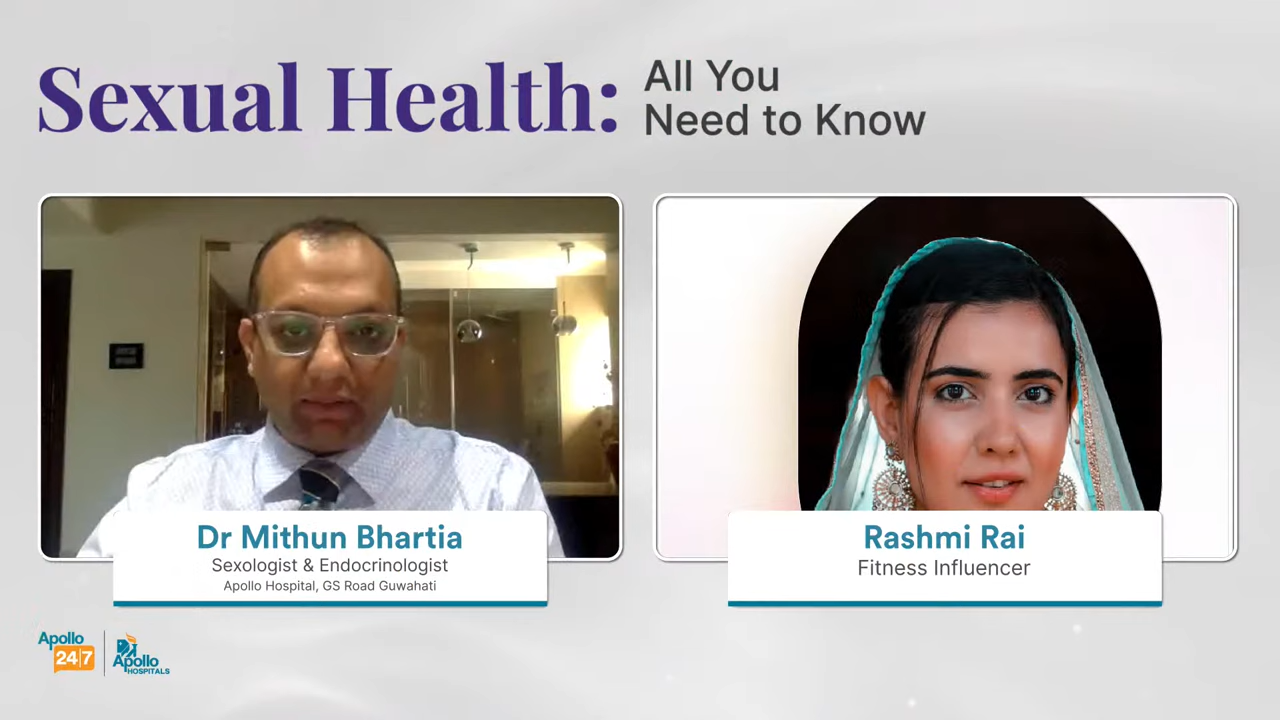 Sexual Health:
All You
Need to Know
Dr Mithun Bhartia
Sexologist & Endocrinologist
Apollo Hospital, GS Road Guwahati
Rashmi Rai
Fitness Influencer
Apollo
24|7
Apollo
HOSPITALS